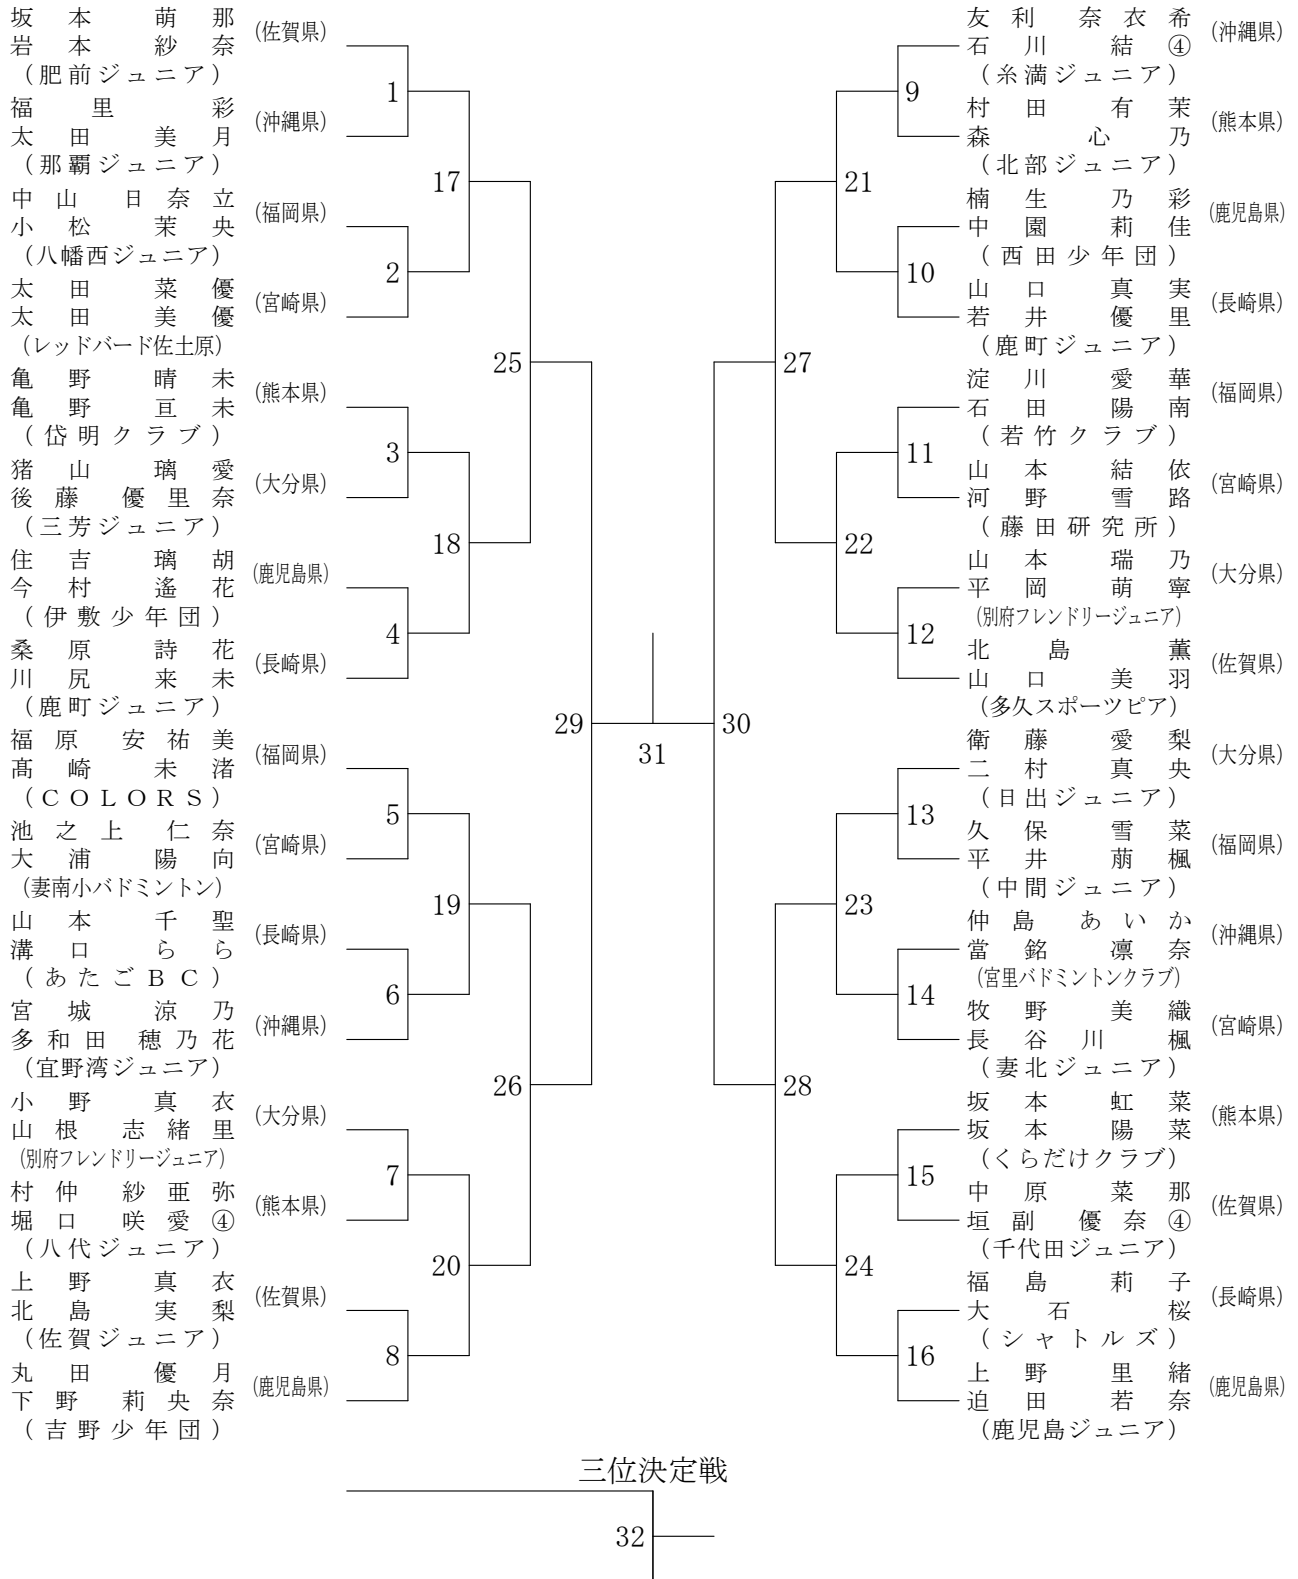 坂本 萌那
岩本 紗奈
(佐賀県)
(肥前ジュニア)
1
福里 彩
太田 美月
(沖縄県)
(那覇ジュニア)
17
中山 日奈立
小松 茉央
(福岡県)
(八幡西ジュニア)
2
太田 菜優
太田 美優
(宮崎県)
(レッドバード佐土原)
25
亀野 晴未
亀野 亘未
(熊本県)
(岱明クラブ)
3
猪山 璃愛
後藤 優里奈
(大分県)
(三芳ジュニア)
18
住吉 璃胡
今村 遙花
(鹿児島県)
(伊敷少年団)
4
桑原 詩花
川尻 来未
(長崎県)
(鹿町ジュニア)
29
福原 安祐美
髙崎 未渚
(福岡県)
(COLORS)
5
池之上 仁奈
大浦 陽向
(宮崎県)
(妻南小バドミントン)
19
山本 千聖
溝口 らら
(長崎県)
(あたごBC)
6
宮城 涼乃
多和田 穂乃花
(沖縄県)
(宜野湾ジュニア)
26
小野 真衣
山根 志緒里
(大分県)
(別府フレンドリージュニア)
7
村仲 紗亜弥
堀口 咲愛④
(熊本県)
(八代ジュニア)
20
上野 真衣
北島 実梨
(佐賀県)
(佐賀ジュニア)
8
丸田 優月
下野 莉央奈
(鹿児島県)
(吉野少年団)
31
友利 奈衣希
石川 結④
(沖縄県)
(糸満ジュニア)
9
村田 有茉
森 心乃
(熊本県)
(北部ジュニア)
21
楠生 乃彩
中園 莉佳
(鹿児島県)
(西田少年団)
10
山口 真実
若井 優里
(長崎県)
(鹿町ジュニア)
27
淀川 愛華
石田 陽南
(福岡県)
(若竹クラブ)
11
山本 結依
河野 雪路
(宮崎県)
(藤田研究所)
22
山本 瑞乃
平岡 萌寧
(大分県)
(別府フレンドリージュニア)
12
北島 薫
山口 美羽
(佐賀県)
(多久スポーツピア)
30
衛藤 愛梨
二村 真央
(大分県)
(日出ジュニア)
13
久保 雪菜
平井 萠楓
(福岡県)
(中間ジュニア)
23
仲島 あいか
當銘 凛奈
(沖縄県)
(宮里バドミントンクラブ)
14
牧野 美織
長谷川 楓
(宮崎県)
(妻北ジュニア)
28
坂本 虹菜
坂本 陽菜
(熊本県)
(くらだけクラブ)
15
中原 菜那
垣副 優奈④
(佐賀県)
(千代田ジュニア)
24
福島 莉子
大石 桜
(長崎県)
(シャトルズ)
16
上野 里緒
迫田 若奈
(鹿児島県)
(鹿児島ジュニア)
三位決定戦
32